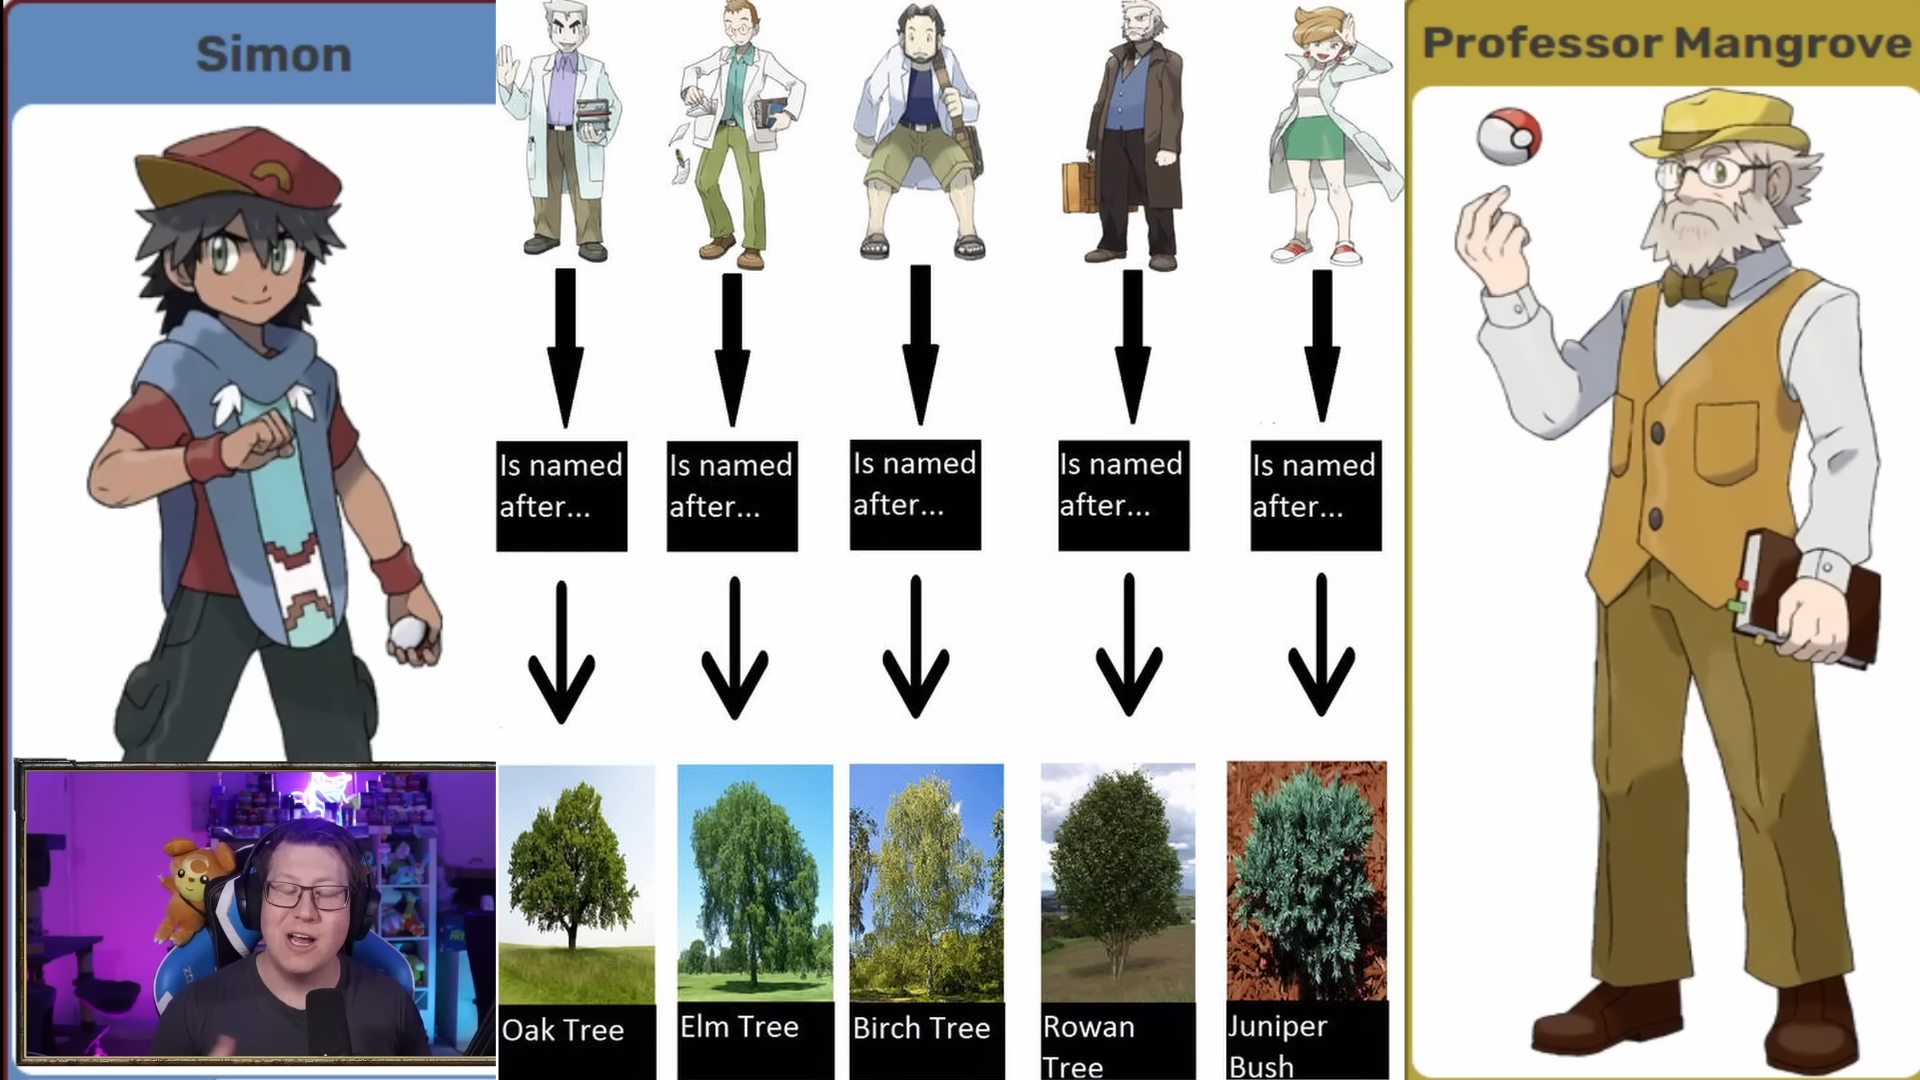 Simon
Professor Mangrove
Is named
after...
Is named
after...
Is named
after...
Is named
after...
Is named
after...
Oak Tree
Elm Tree
Birch Tree
Rowan
Tree
Juniper
Bush